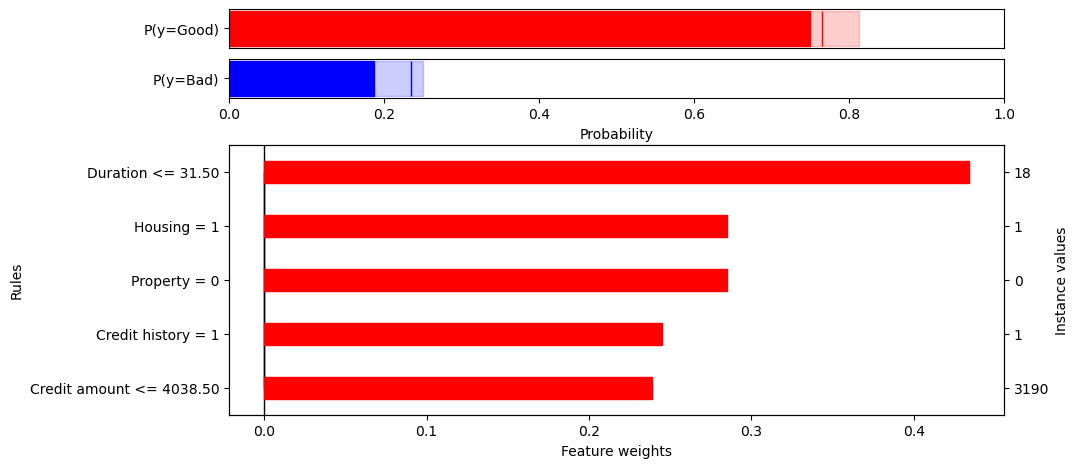 P(y=Good)
P(y=Bad)
0.0 0.2 0.4 0.6 0.8 1.0
Probability
Duration <= 31.50 18
Housing = 1 1
Property = 0 0
Credit history = 1 1
Credit amount <= 4038.50 3190
Rules
Instance values
0.0 0.1 0.2 0.3 0.4
Feature weights